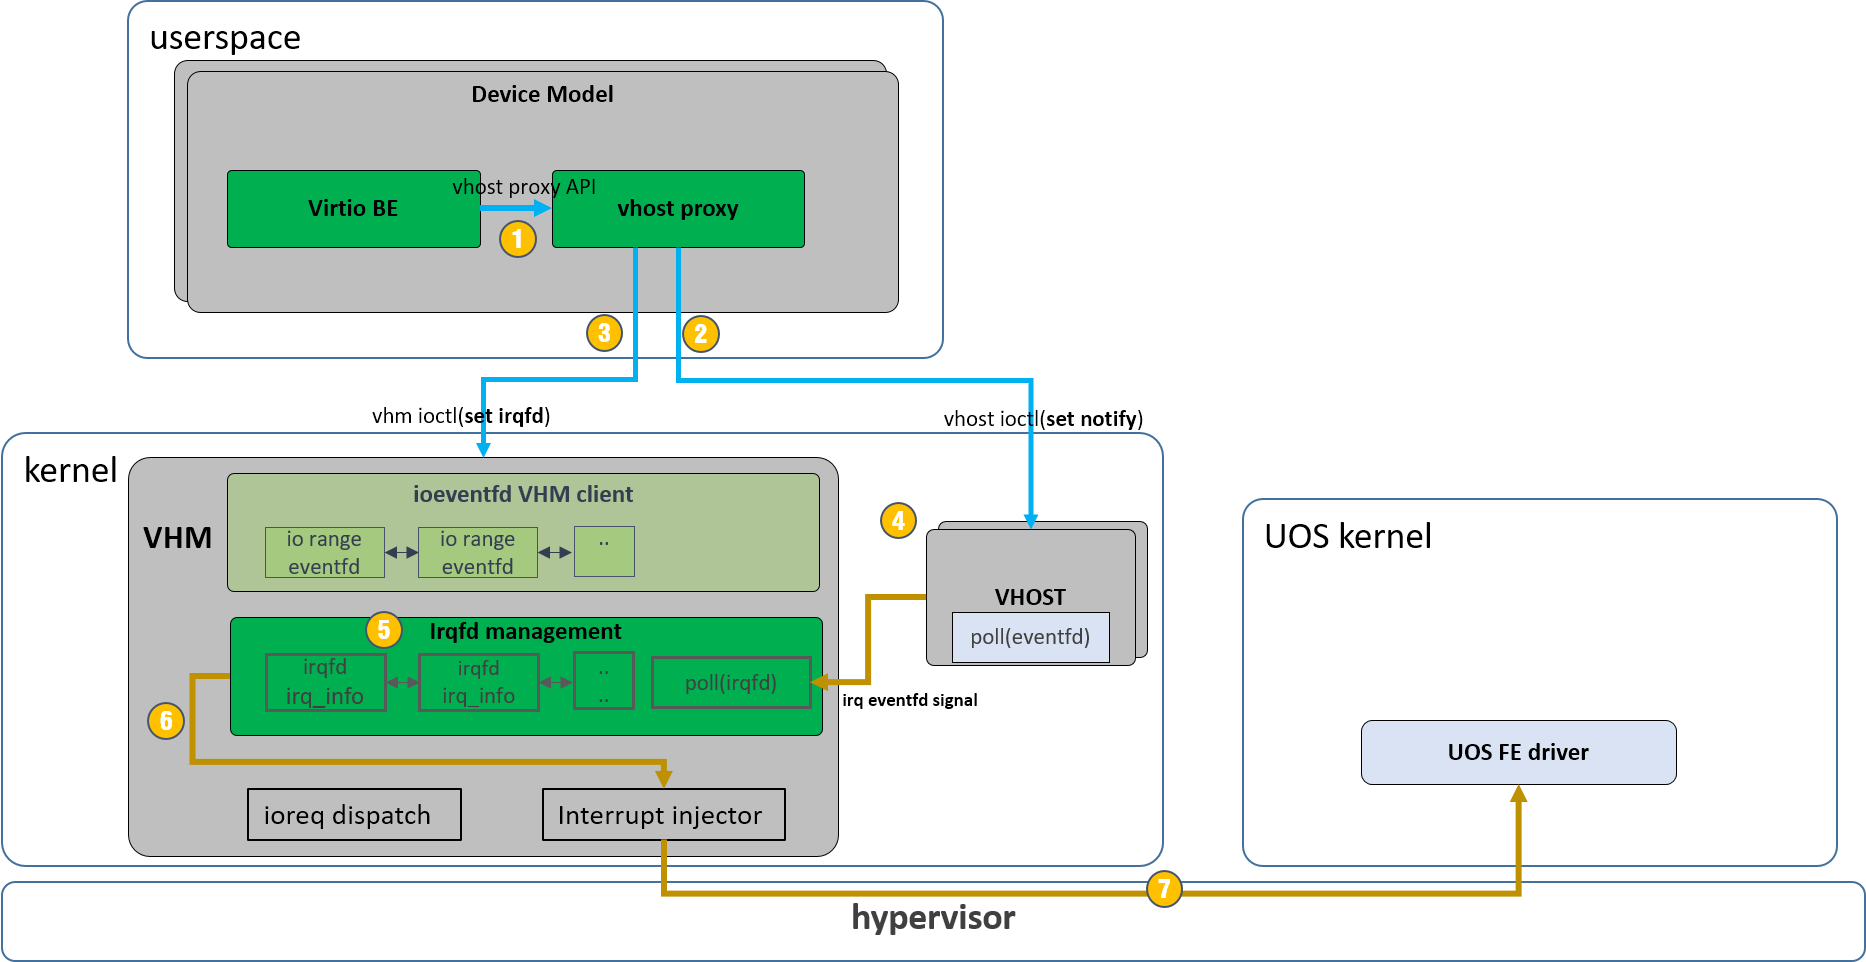 userspace
Device Model
vhost proxy API
Virtio BE
vhost proxy
1
3
2
vhm ioctl(set irqfd)
vhost ioctl(set notify)
kernel
VHM
ioeventfd VHM client
io range
eventfd
io range
eventfd
..
4
VHOST
poll(eventfd)
5
Irqfd management
irqfd
irq_info
irqfd
irq_info
..
..
poll(irqfd)
irq eventfd signal
6
ioreq dispatch
Interrupt injector
UOS kernel
UOS FE driver
7
hypervisor